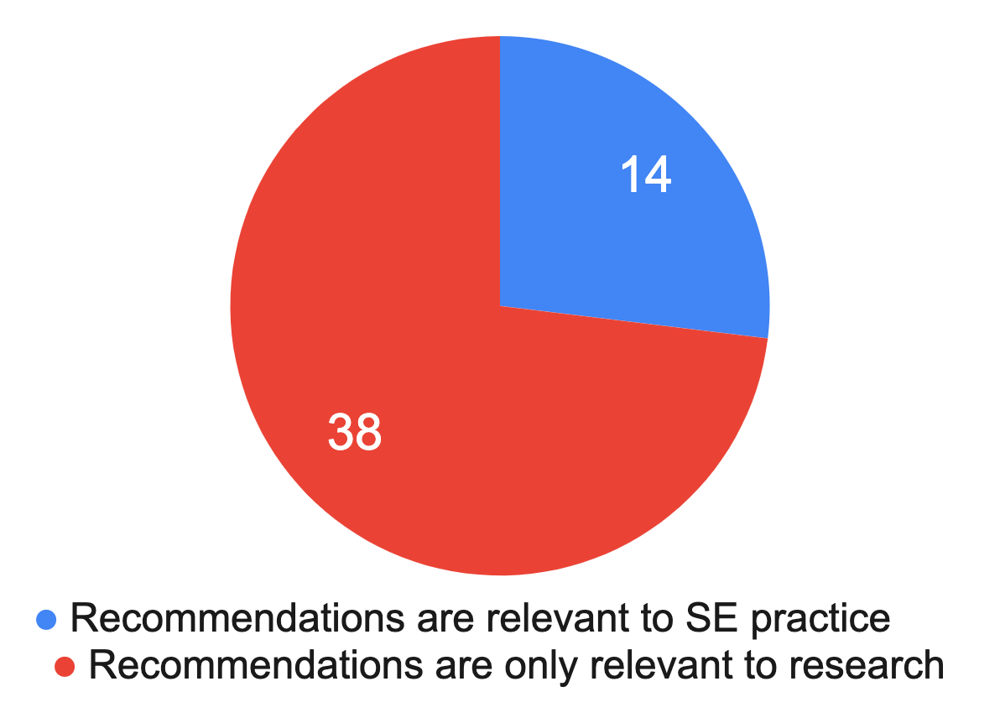 14
38
Recommendations are relevant to SE practice
Recommendations are only relevant to research